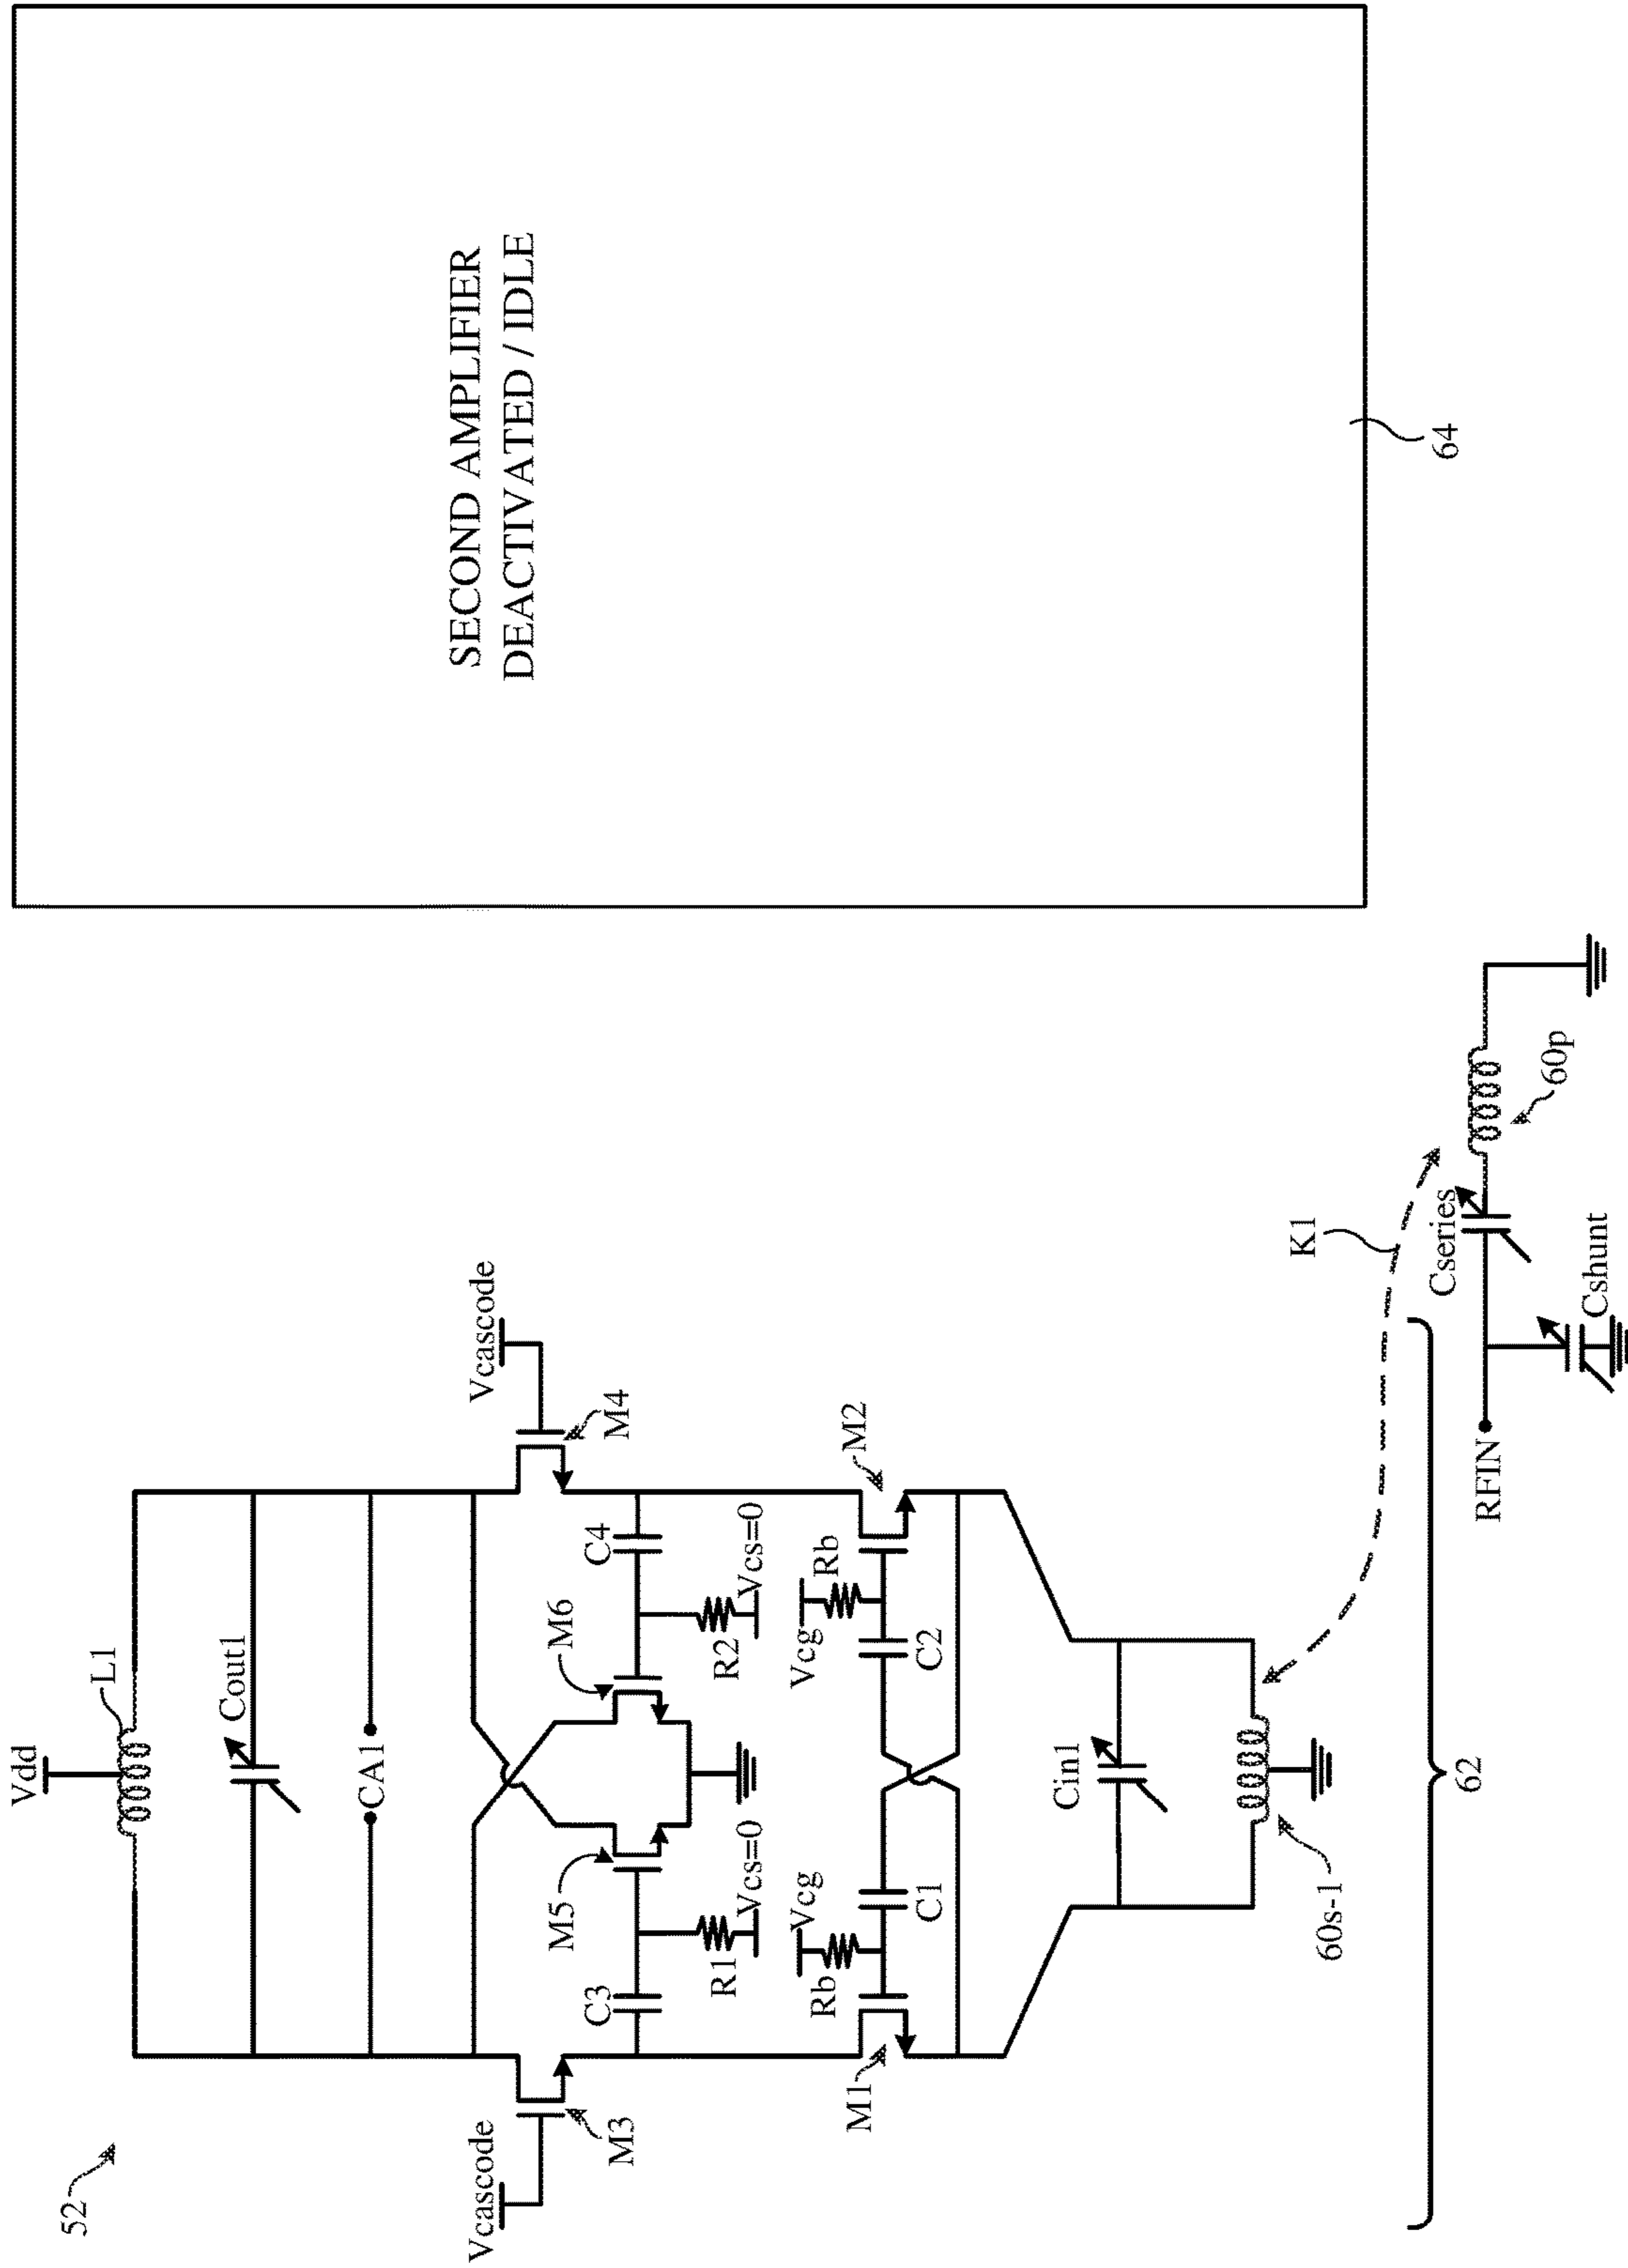 52
Vdd
L1
Cout1
CA1
Vcascode
Vcascode
M3
M4
M5
M6
C3
C4
R1
R2
Vcs=0
Vcs=0
Vcg
Vcg
Rb
Rb
M1
M2
C1
C2
Cin1
60s-1
62
K1
RFIN
Cseries
Cshunt
60p
SECOND AMPLIFIER
DEACTIVATED / IDLE
64